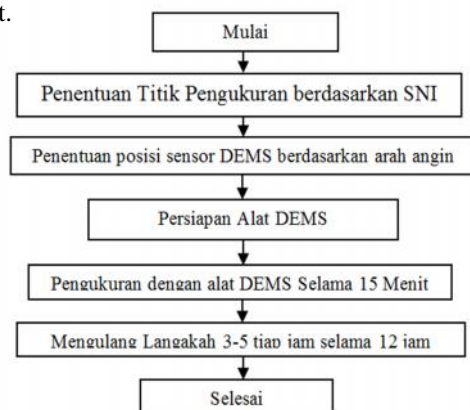 t.
Mulai
Penentuan Titik Pengukuran berdasarkan SNI
Penentuan posisi sensor DEMS berdasarkan arah angin
Persiapan Alat DEMS
Pengukuran dengan alat DEMS Selama 15 Menit
Mengulang Langakah 3-5 tiap jam selama 12 jam
Selesai